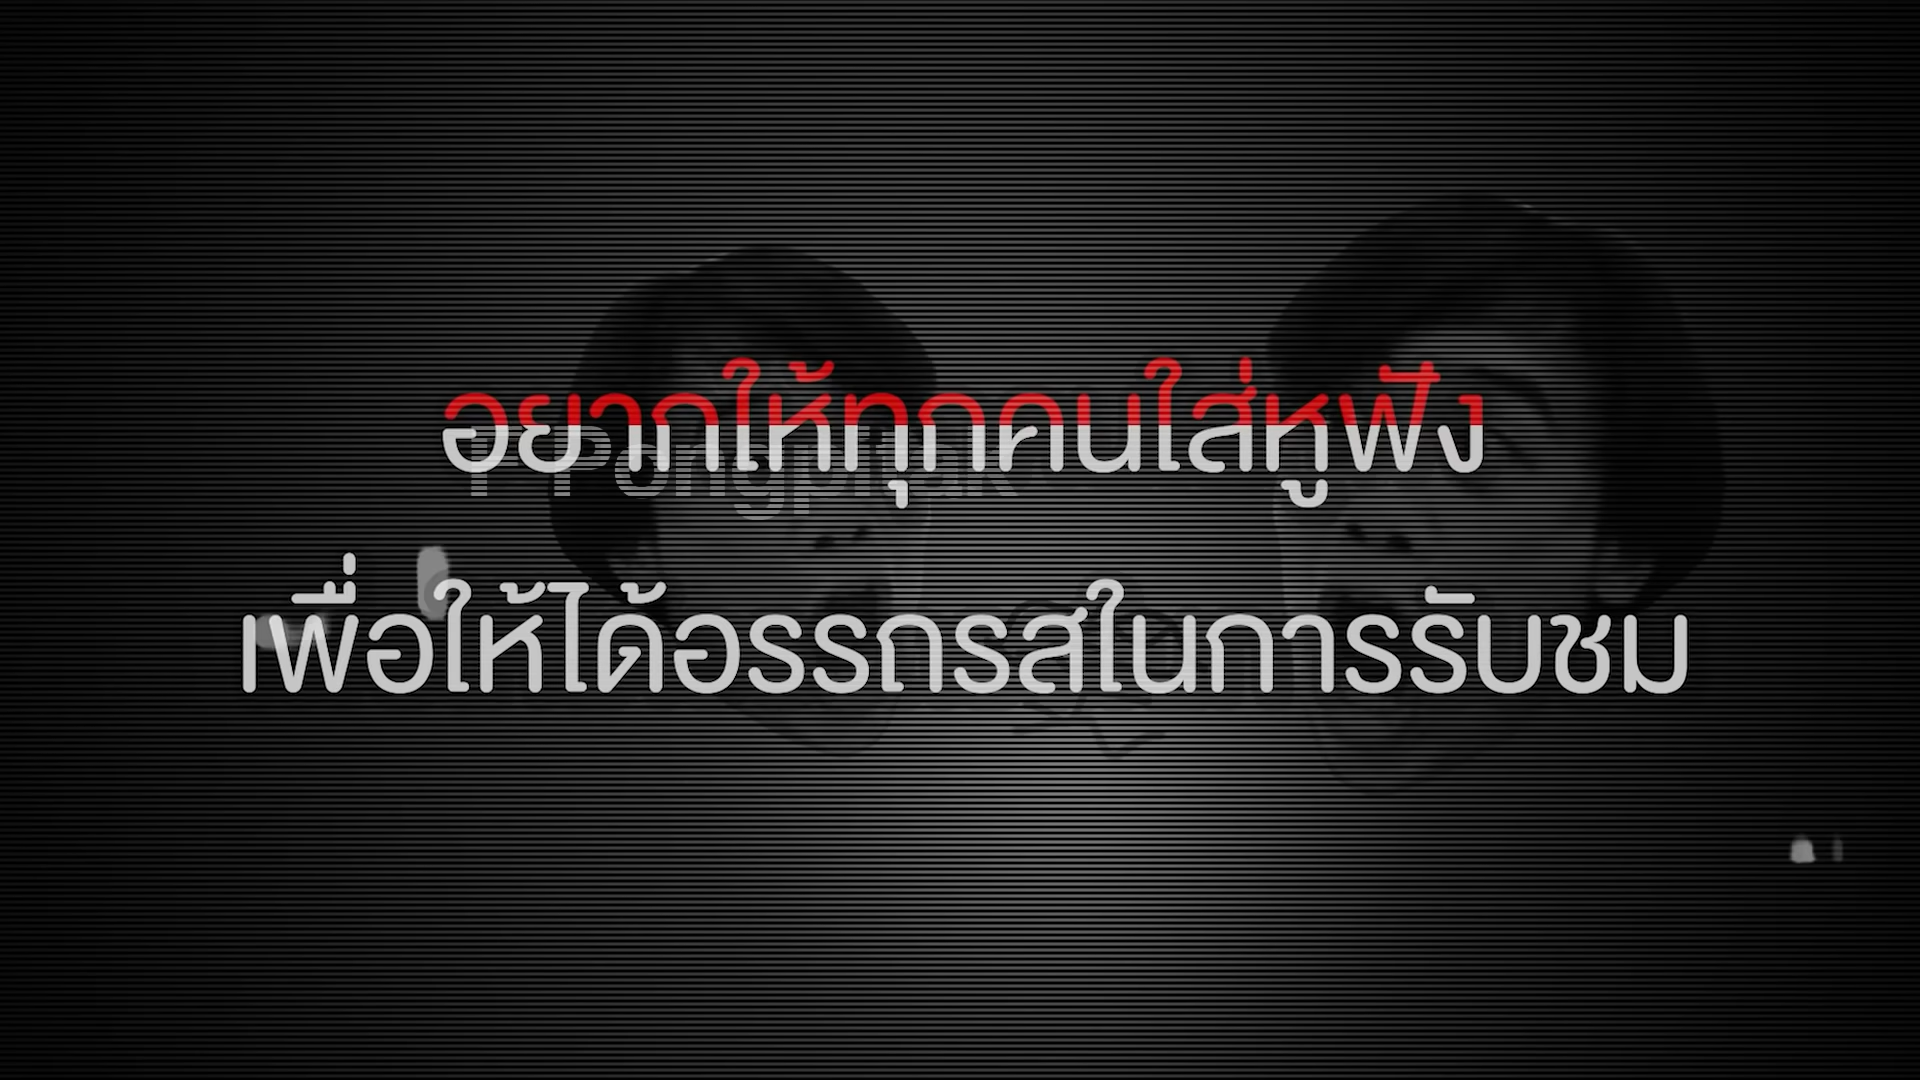 อยากให้ทุกคนใส่หูฟัง
Pongpitak
เพื่อให้ได้อรรถรสในการรับชม